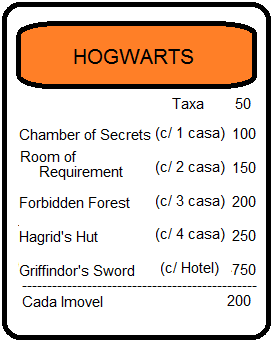 HOGWARTS
Taxa 50
Chamber of Secrets (c/ 1 casa) 100
Room of
Requirement (c/ 2 casa) 150
Forbidden Forest (c/ 3 casa) 200
Hagrid's Hut (c/ 4 casa) 250
Griffindor's Sword (c/ Hotel) 750
Cada Imovel 200